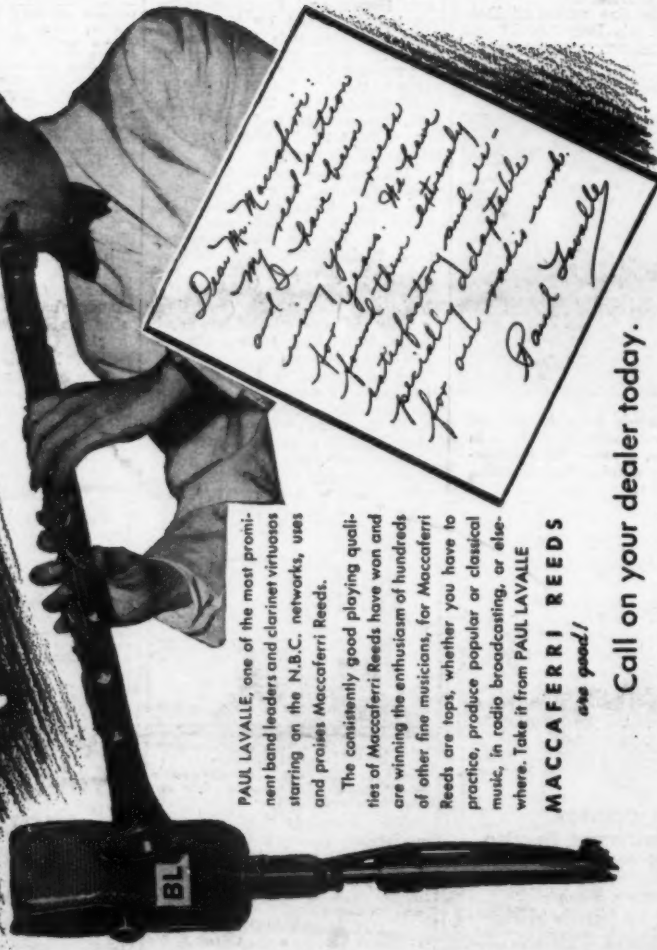 Dear Mr. Maccaferri:
my reed section
and I have been
using your reeds
for years. We have
found them extremely
satisfactory and es-
pecially adaptable
for our radio work.
Paul Lavalle
PAUL LAVALLE, one of the most promi-
nent band leaders and clarinet virtuosos
starring on the N.B.C. networks, uses
and praises Maccaferri Reeds.
The consistently good playing quali-
ties of Maccaferri Reeds have won and
are winning the enthusiasm of hundreds
of other fine musicians, for Maccaferri
Reeds are tops, whether you have to
practice, produce popular or classical
music, in radio broadcasting, or else-
where. Take it from PAUL LAVALLE
MACCAFERRI REEDS
are good!
Call on your dealer today.
BL